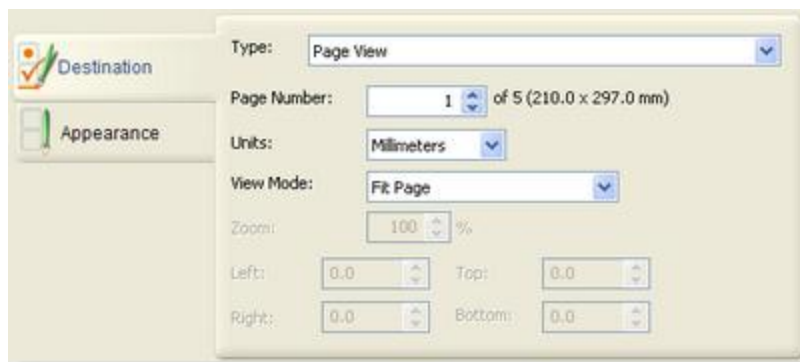 Destination
Appearance
Type: Page View
Page Number: 1 of 5 (210.0 x 297.0 mm)
Units: Millimeters
View Mode: Fit Page
Zoom: 100 %
Left: 0.0 Top: 0.0
Right: 0.0 Bottom: 0.0